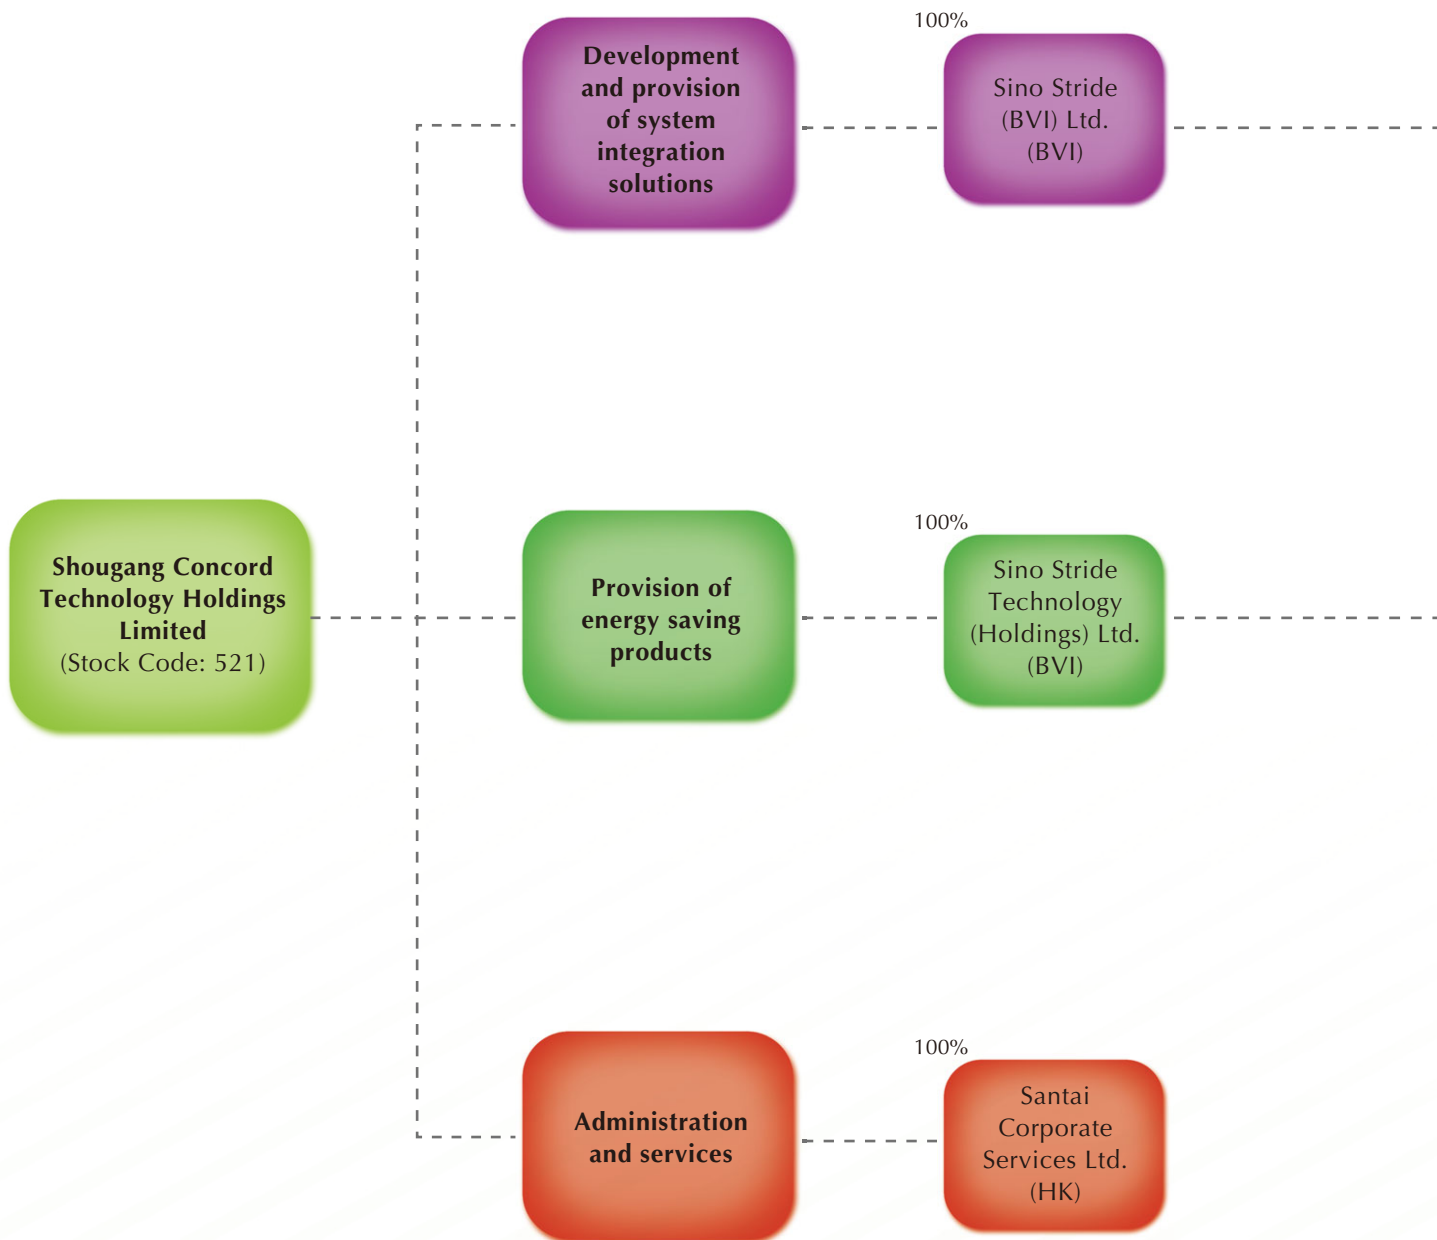 100%
Development
and provision
of system
integration
solutions
Sino Stride
(BVI) Ltd.
(BVI)
Shougang Concord
Technology Holdings
Limited
(Stock Code: 521)
Provision of
energy saving
products
100%
Sino Stride
Technology
(Holdings) Ltd.
(BVI)
Administration
and services
100%
Santai
Corporate
Services Ltd.
(HK)